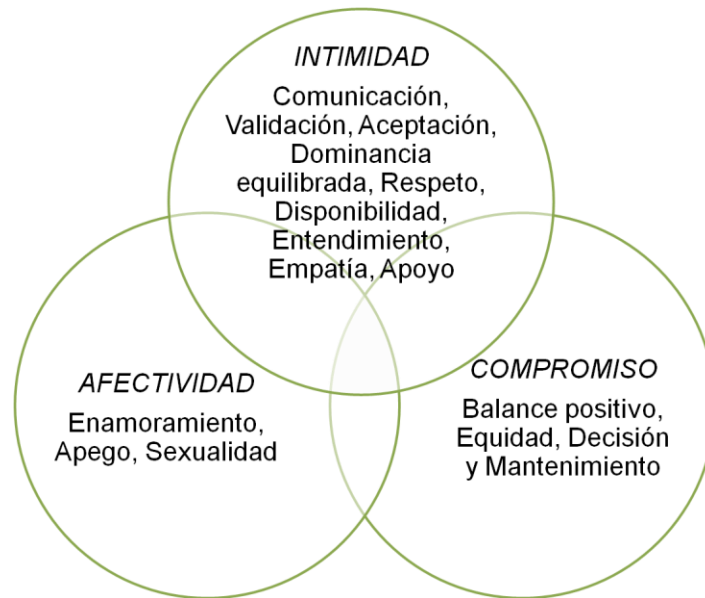 INTIMIDAD
Comunicación,
Validación, Aceptación,
Dominancia
equilibrada, Respeto,
Disponibilidad,
Entendimiento,
Empatía, Apoyo
AFECTIVIDAD
Enamoramiento,
Apego, Sexualidad
COMPROMISO
Balance positivo,
Equidad, Decisión
y Mantenimiento